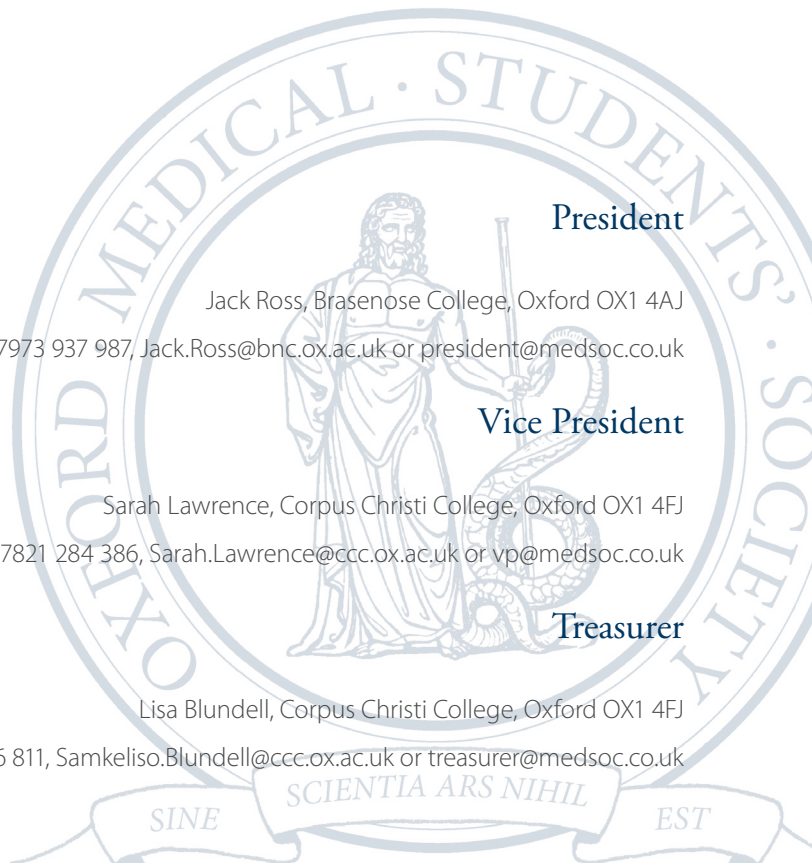 OXFORD · MEDICAL · STUDENTS' · SOCIETY
President
Jack Ross, Brasenose College, Oxford OX1 4AJ
7973 937 987, Jack.Ross@bnc.ox.ac.uk or president@medsoc.co.uk
Vice President
Sarah Lawrence, Corpus Christi College, Oxford OX1 4FJ
7821 284 386, Sarah.Lawrence@ccc.ox.ac.uk or vp@medsoc.co.uk
Treasurer
Lisa Blundell, Corpus Christi College, Oxford OX1 4FJ
6 811, Samkeliso.Blundell@ccc.ox.ac.uk or treasurer@medsoc.co.uk
SINE SCIENTIA ARS NIHIL EST